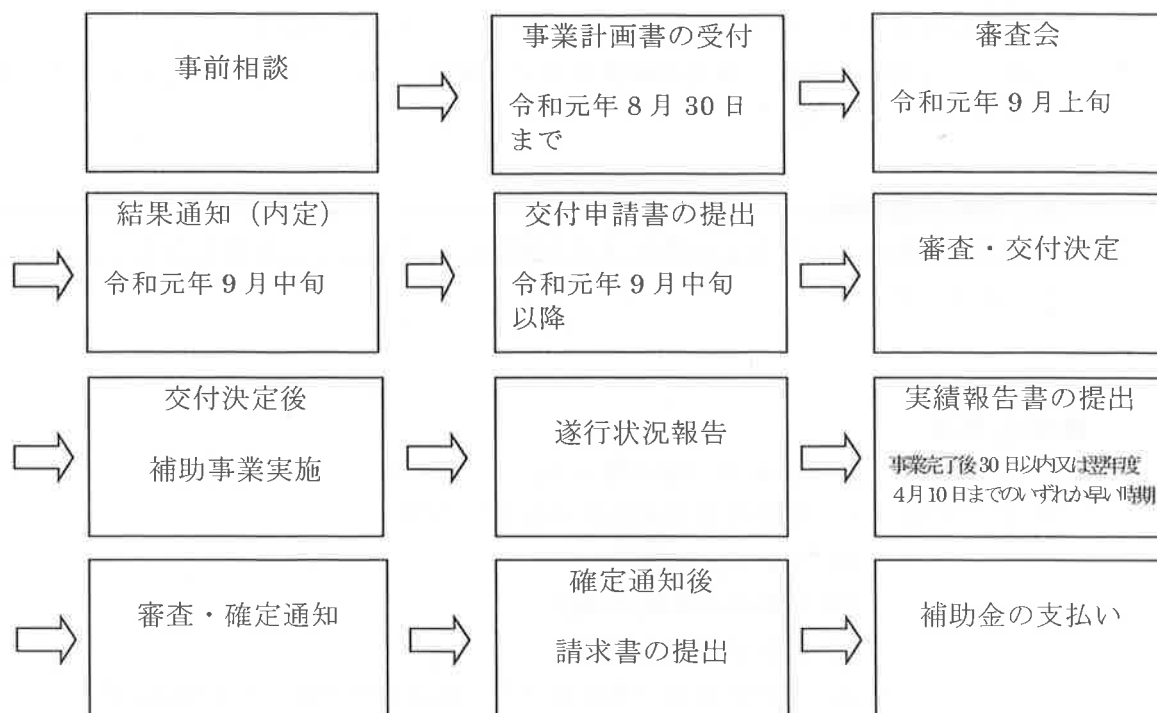 事前相談
事業計画書の受付
令和元年8月30日
まで
審査会
令和元年9月上旬
結果通知（内定）
令和元年9月中旬
交付申請書の提出
令和元年9月中旬
以降
審査・交付決定
交付決定後
補助事業実施
遂行状況報告
実績報告書の提出
事業完了後30日以内又は翌年度
4月10日までのいずれか早い時期
審査・確定通知
確定通知後
請求書の提出
補助金の支払い